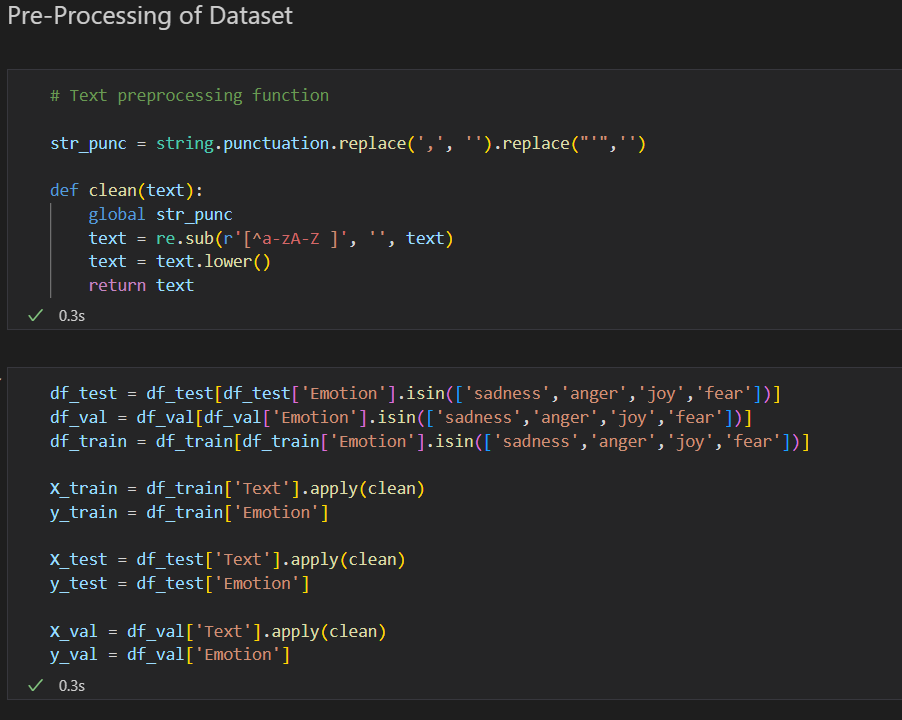 Pre-Processing of Dataset
# Text preprocessing function
str_punc = string.punctuation.replace(',', '').replace("'",'')
def clean(text):
    global str_punc
    text = re.sub(r'[^a-zA-Z ]', '', text)
    text = text.lower()
    return text
0.3s
df_test = df_test[df_test['Emotion'].isin(['sadness','anger','joy','fear'])]
df_val = df_val[df_val['Emotion'].isin(['sadness','anger','joy','fear'])]
df_train = df_train[df_train['Emotion'].isin(['sadness','anger','joy','fear'])]
X_train = df_train['Text'].apply(clean)
y_train = df_train['Emotion']
X_test = df_test['Text'].apply(clean)
y_test = df_test['Emotion']
X_val = df_val['Text'].apply(clean)
y_val = df_val['Emotion']
0.3s